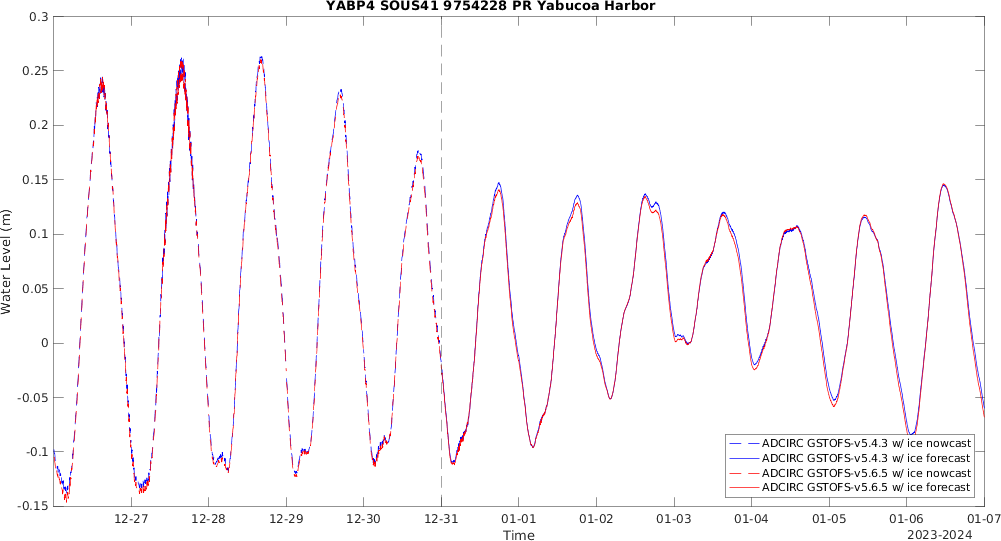 YABP4 SOUS41 9754228 PR Yabucoa Harbor
0.3
0.25
0.2
0.15
0.1
0.05
0
-0.05
-0.1
-0.15
Water Level (m)
ADCIRC GSTOFS-v5.4.3 w/ ice nowcast
ADCIRC GSTOFS-v5.4.3 w/ ice forecast
ADCIRC GSTOFS-v5.6.5 w/ ice nowcast
ADCIRC GSTOFS-v5.6.5 w/ ice forecast
12-27 12-28 12-29 12-30 12-31 01-01 01-02 01-03 01-04 01-05 01-06 01-07
Time
2023-2024